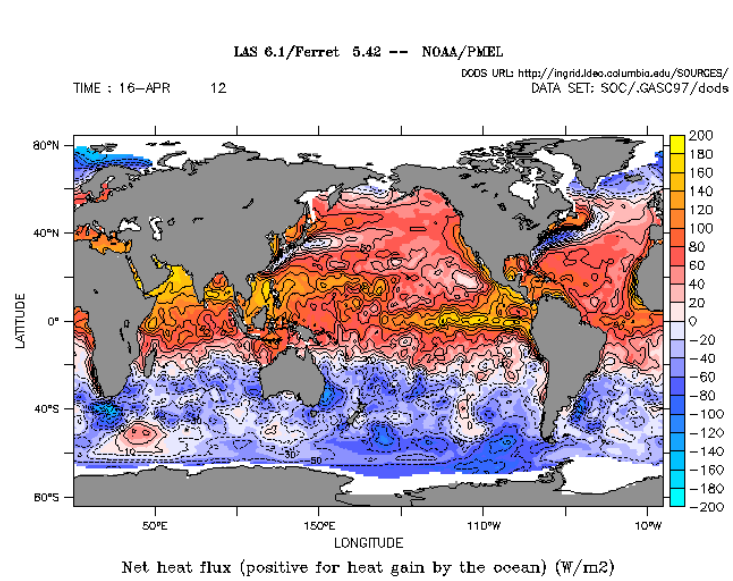 LAS 6.1/Ferret 5.42 -- NOAA/PMEL
DODS URL: http://ingrid.ldeo.columbia.edu/SOURCES/
TIME : 16-APR 12 DATA SET: SOC/.GASC97/dods
80°N
40°N
0°
40°S
80°S
LATITUDE
50°E 150°E 110°W 10°W
LONGITUDE
200
180
160
140
120
100
80
60
40
20
0
-20
-40
-60
-80
-100
-120
-140
-160
-180
-200
Net heat flux (positive for heat gain by the ocean) (W/m2)